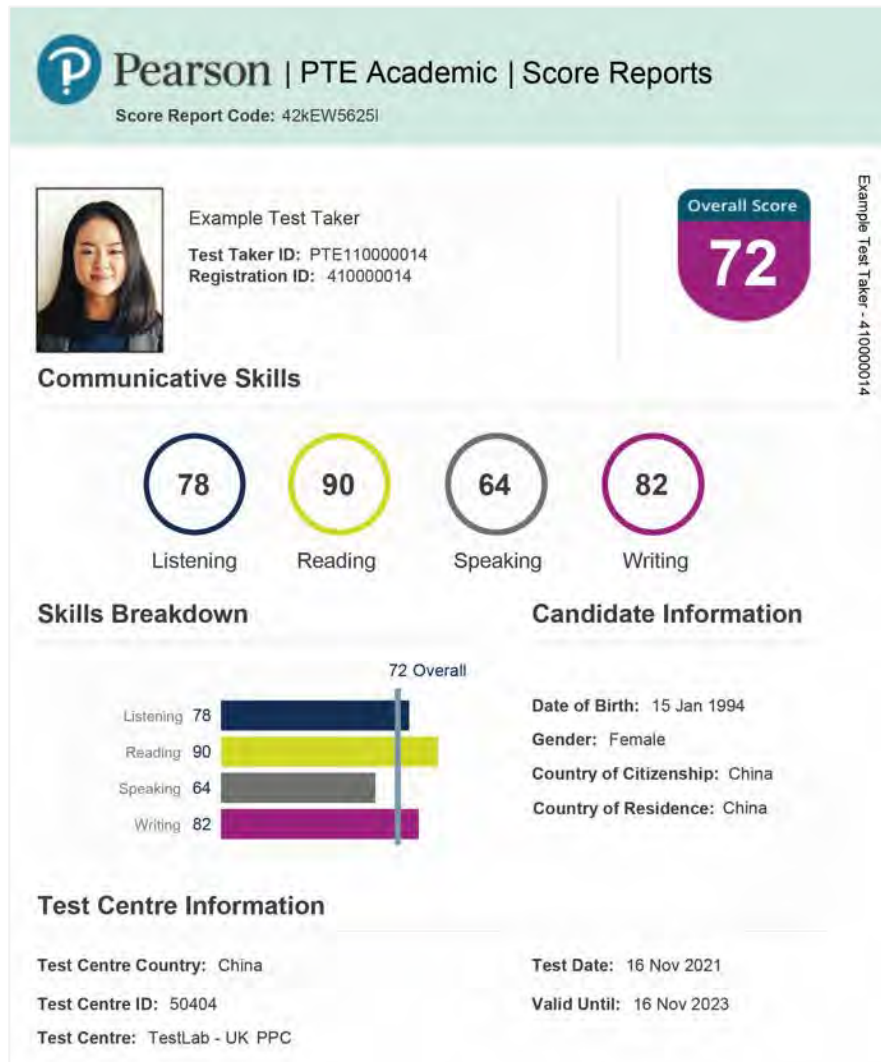 Pearson | PTE Academic | Score Reports
Score Report Code: 42kEW5625I
Example Test Taker
Test Taker ID: PTE110000014
Registration ID: 410000014
Overall Score
72
Example Test Taker - 410000014
Communicative Skills
78 90 64 82
Listening Reading Speaking Writing
Skills Breakdown
72 Overall
Listening 78
Reading 90
Speaking 64
Writing 82
Candidate Information
Date of Birth: 15 Jan 1994
Gender: Female
Country of Citizenship: China
Country of Residence: China
Test Centre Information
Test Centre Country: China
Test Centre ID: 50404
Test Centre: TestLab - UK PPC
Test Date: 16 Nov 2021
Valid Until: 16 Nov 2023